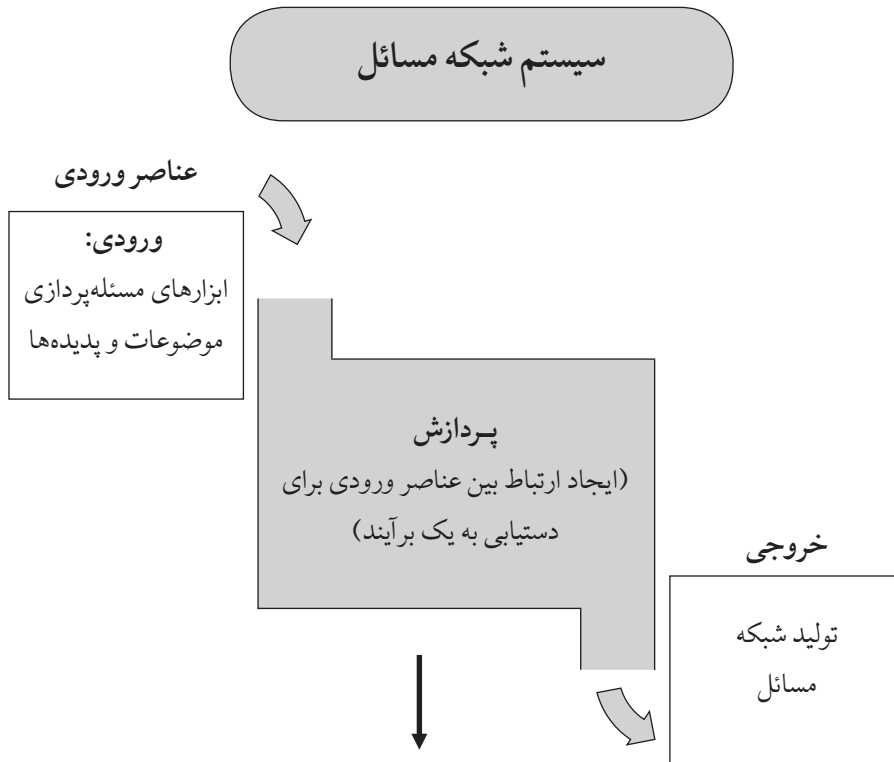 سیستم شبکه مسائل
عناصر ورودی
ورودی:
ابزارهای مسئله‌پردازی
موضوعات و پدیده‌ها
پـردازش
(ایجاد ارتباط بین عناصر ورودی برای
دستیابی به یک برآیند)
خروجی
تولید شبکه
مسائل